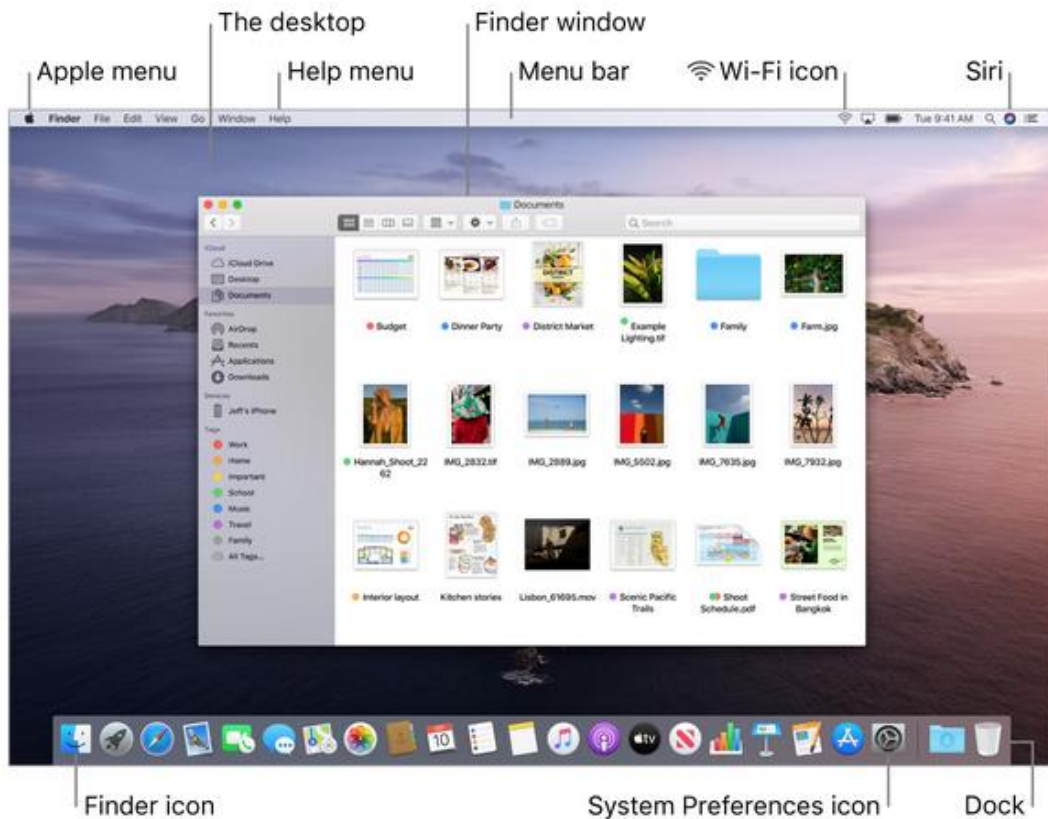 The desktop
Finder window
Apple menu
Help menu
Menu bar
Wi-Fi icon
Siri
Finder File Edit View Go Window Help
Tue 9:41 AM
Documents
Search
iCloud
iCloud Drive
Desktop
Documents
Favorites
AirDrop
Recents
Applications
Downloads
Devices
Jeff's iPhone
Tags
Work
Home
Important
School
Music
Travel
Family
All Tags...
DISTRICT
Budget
Dinner Party
District Market
Example
Lighting.tif
Family
Farm.jpg
Hannah_Shoot_22
62
IMG_2832.tif
IMG_2889.jpg
IMG_5502.jpg
IMG_7635.jpg
IMG_7932.jpg
Interior layout
Kitchen stories
Lisbon_61695.mov
Scenic Pacific
Trails
Shoot
Schedule.pdf
Street Food in
Bangkok
10
tv
Finder icon
System Preferences icon
Dock